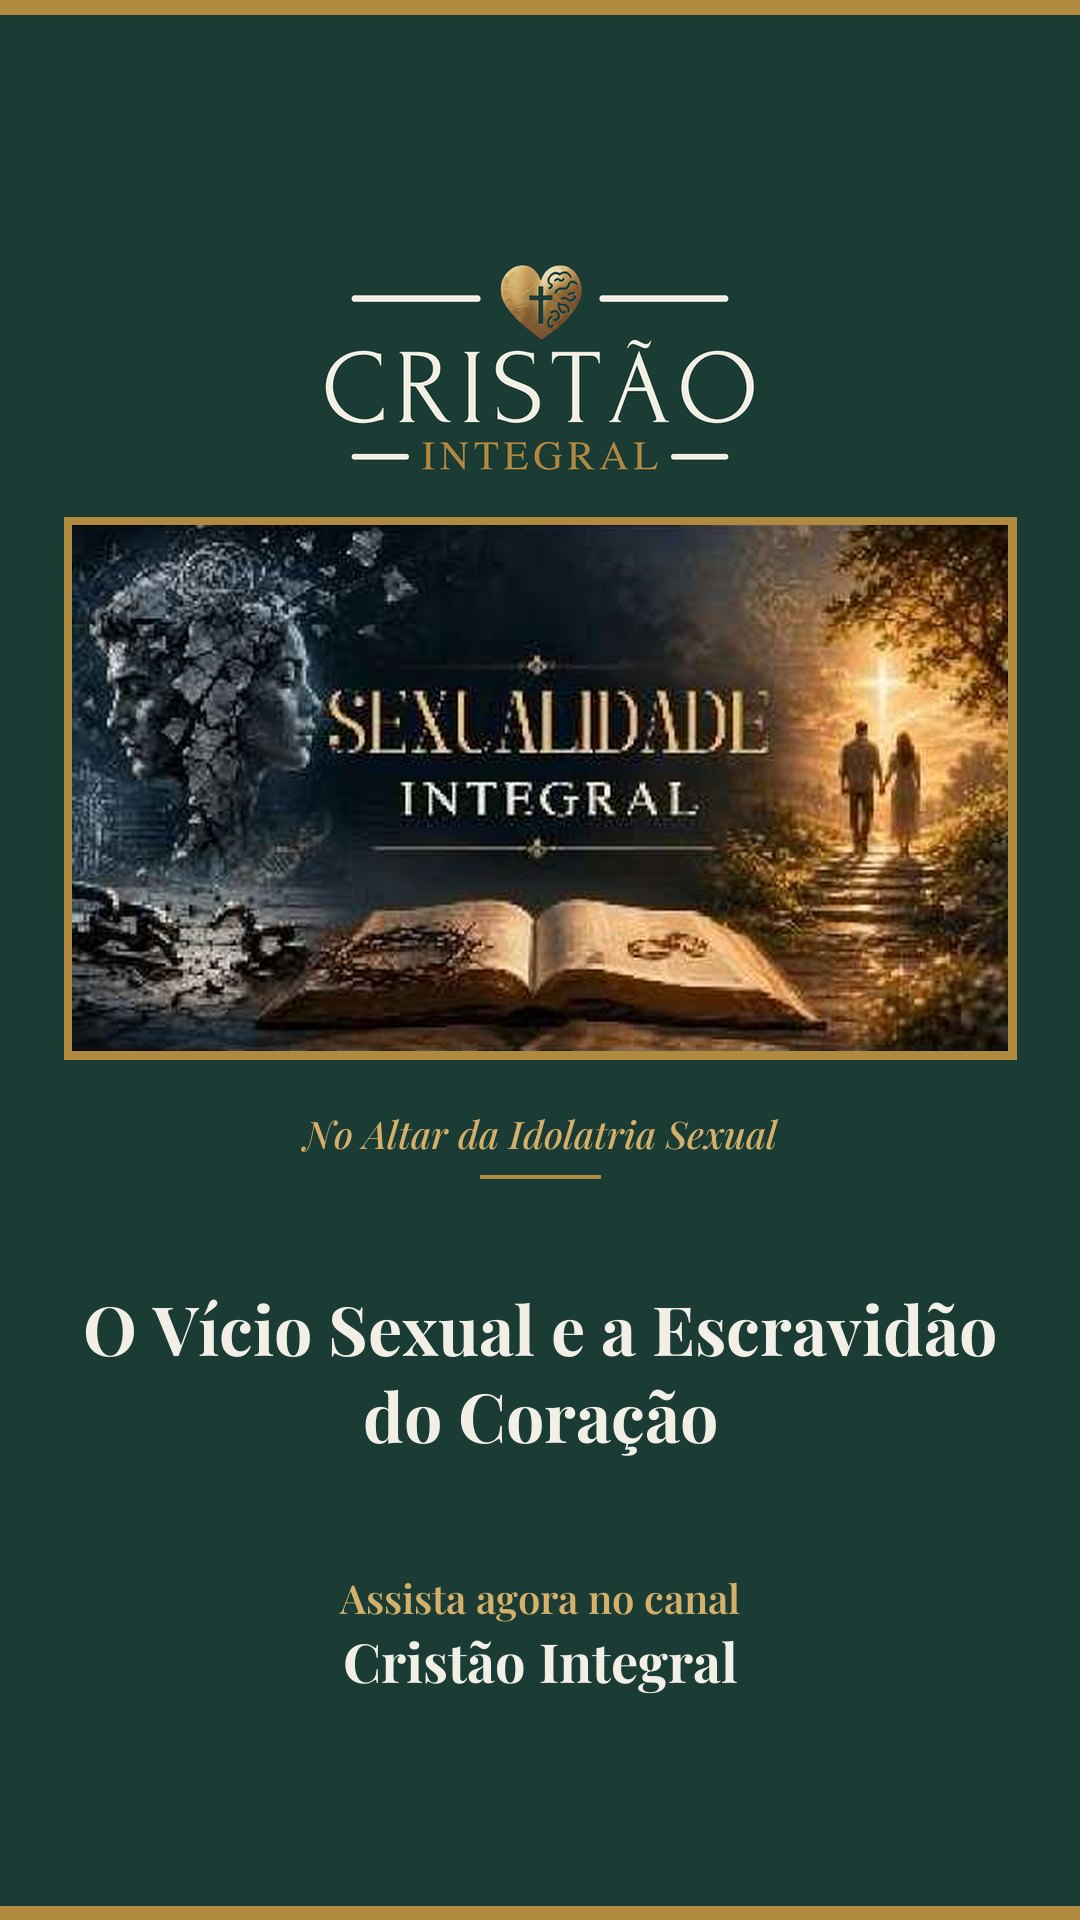 CRISTÃO
INTEGRAL
SEXUALIDADE
INTEGRAL
No Altar da Idolatria Sexual
O Vício Sexual e a Escravidão
do Coração
Assista agora no canal
Cristão Integral